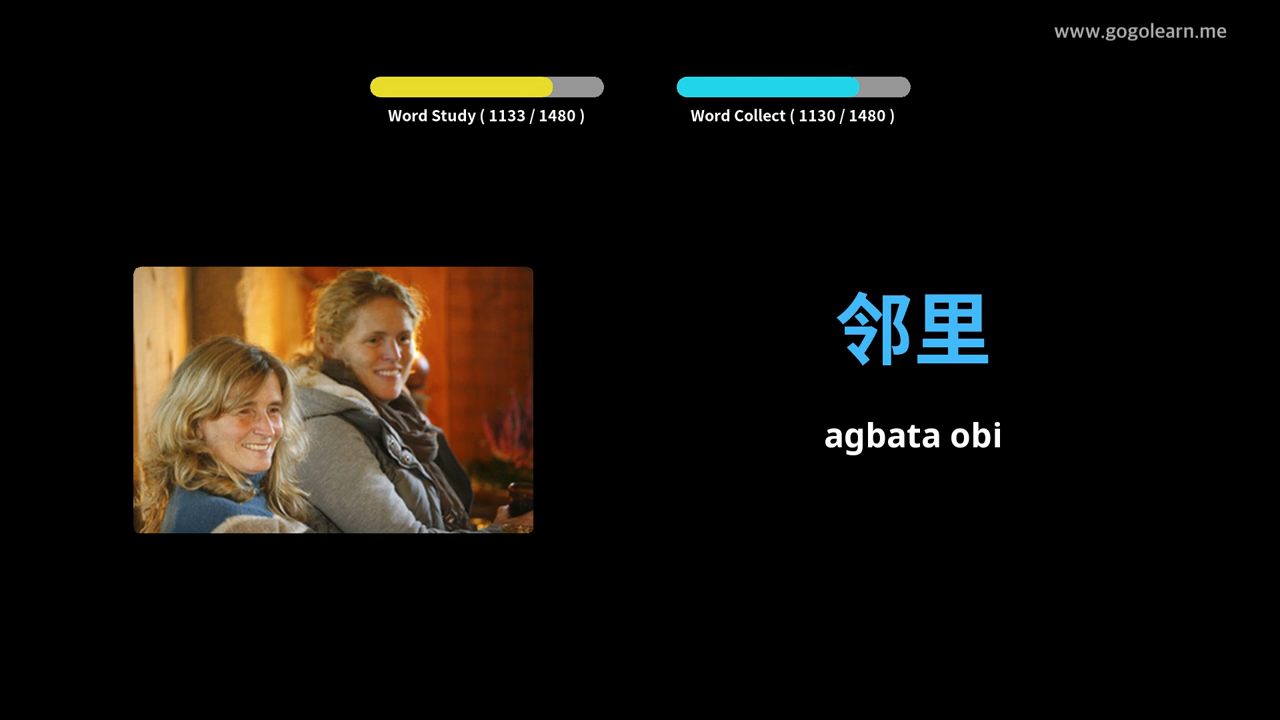 www.gogolearn.me
Word Study ( 1133 / 1480 )
Word Collect ( 1130 / 1480 )
邻里
agbata obi